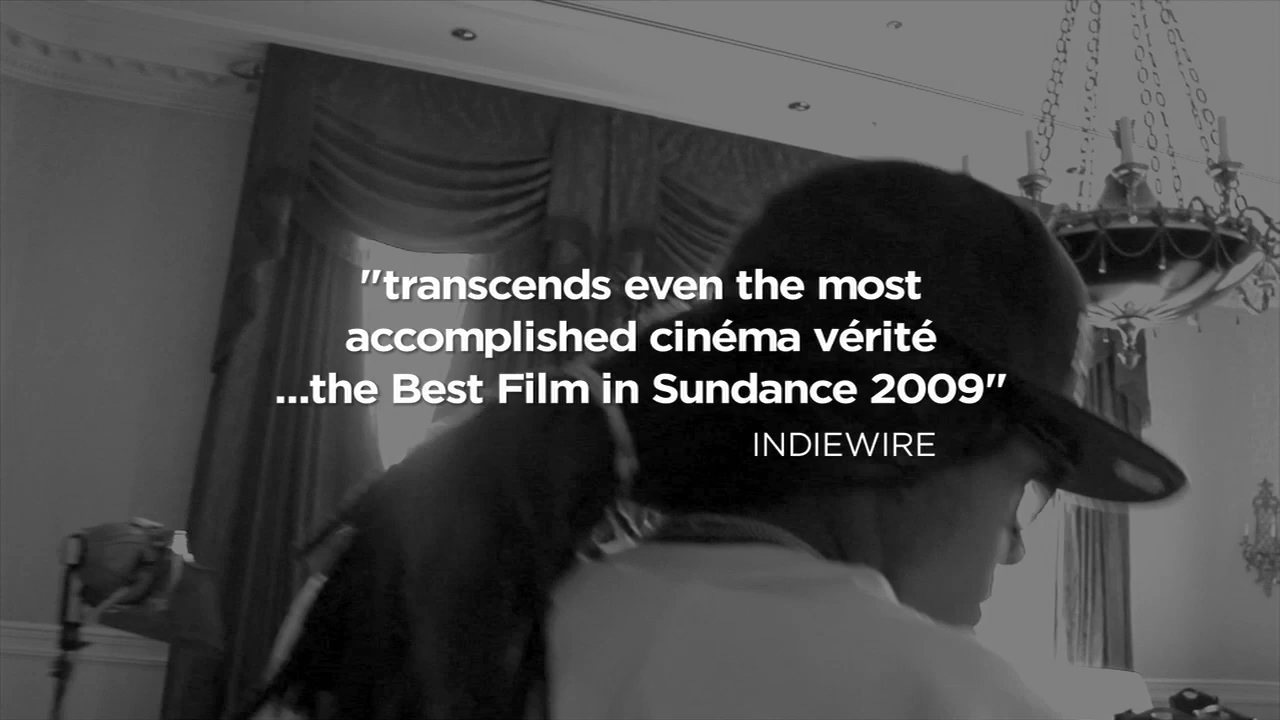 "transcends even the most
accomplished cinéma vérité
...the Best Film in Sundance 2009"
INDIEWIRE